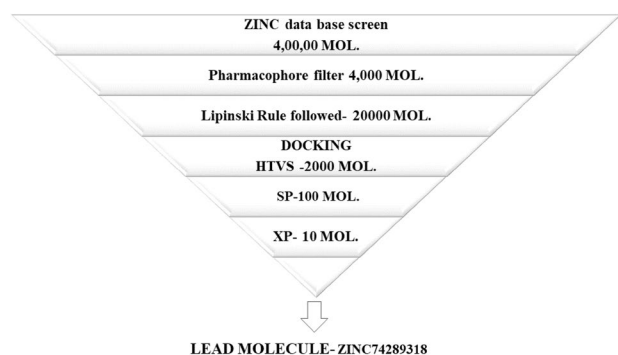 ZINC data base screen
4,00,00 MOL.
Pharmacophore filter 4,000 MOL.
Lipinski Rule followed- 20000 MOL.
DOCKING
HTVS -2000 MOL.
SP-100 MOL.
XP- 10 MOL.
LEAD MOLECULE- ZINC74289318